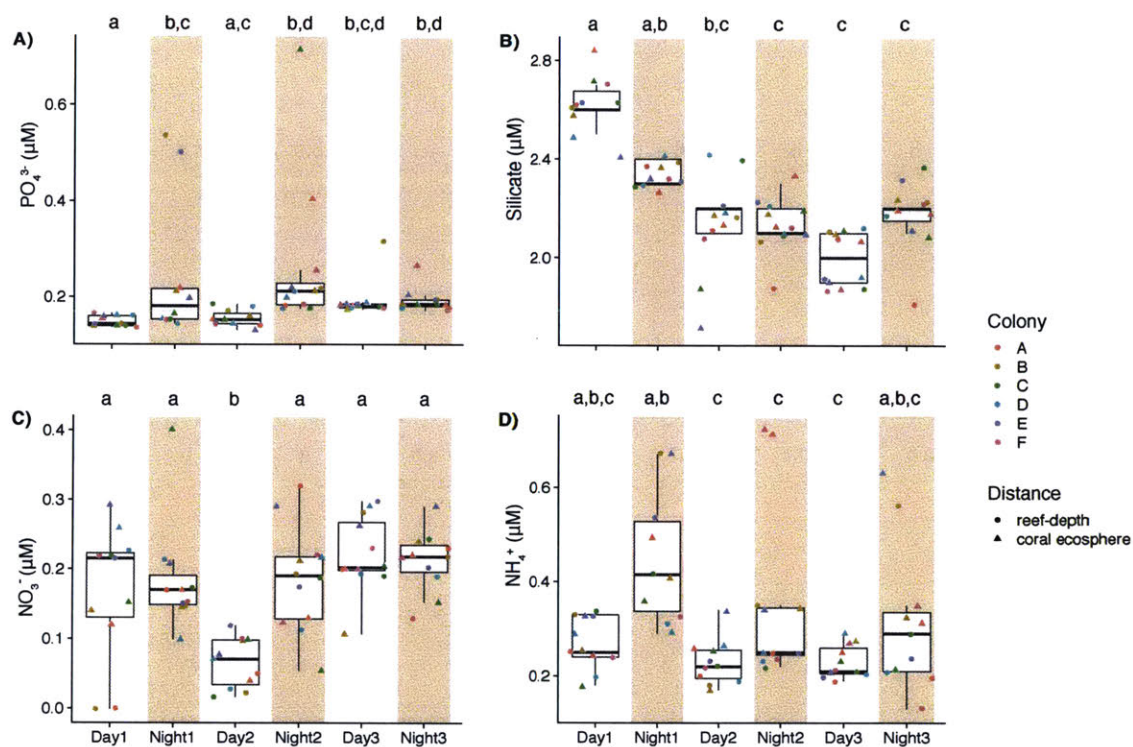 A) a b,c a,c b,d b,c,d b,d
PO₄³⁻ (µM)
0.6
0.4
0.2
B) a a,b b,c c c c
Silicate (µM)
2.8
2.4
2.0
C) a a b a a a
NO₃⁻ (µM)
0.4
0.3
0.2
0.1
0.0
Day1 Night1 Day2 Night2 Day3 Night3
D) a,b,c a,b c c c a,b,c
NH₄⁺ (µM)
0.6
0.4
0.2
Day1 Night1 Day2 Night2 Day3 Night3
Colony
A
B
C
D
E
F
Distance
reef-depth
coral ecosphere